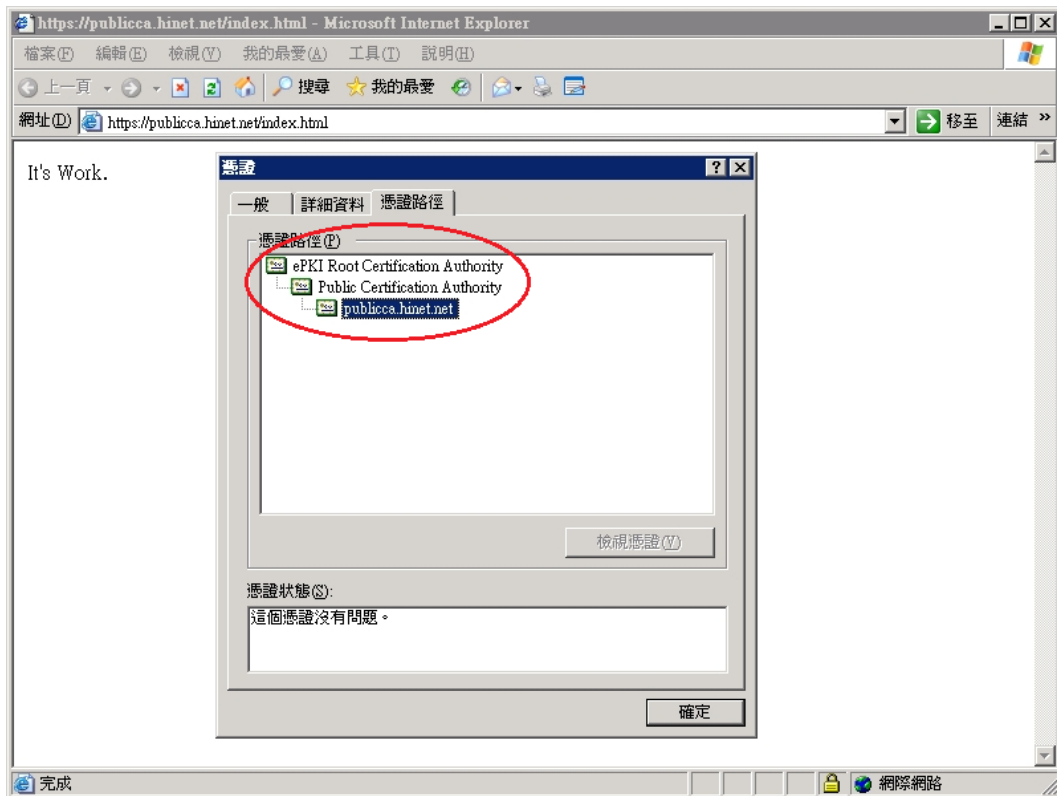 https://publicca.hinet.net/index.html - Microsoft Internet Explorer
檔案(F) 編輯(E) 檢視(V) 我的最愛(A) 工具(T) 說明(H)
上一頁 搜尋 我的最愛
網址(D) https://publicca.hinet.net/index.html 移至 連結 »
It's Work.
憑證
一般 詳細資料 憑證路徑
憑證路徑(P)
ePKI Root Certification Authority
Public Certification Authority
publicca.hinet.net
檢視憑證(V)
憑證狀態(S):
這個憑證沒有問題。
確定
完成 網際網路